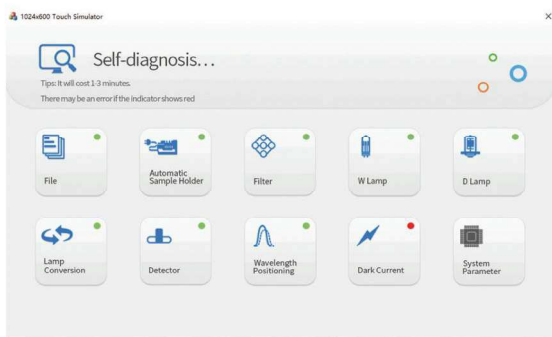 1024x600 Touch Simulator
Self-diagnosis...
Tips: It will cost 1-3 minutes.
There may be an error if the indicator shows red
File
Automatic
Sample Holder
Filter
W Lamp
D Lamp
Lamp
Conversion
Detector
Wavelength
Positioning
Dark Current
System
Parameter